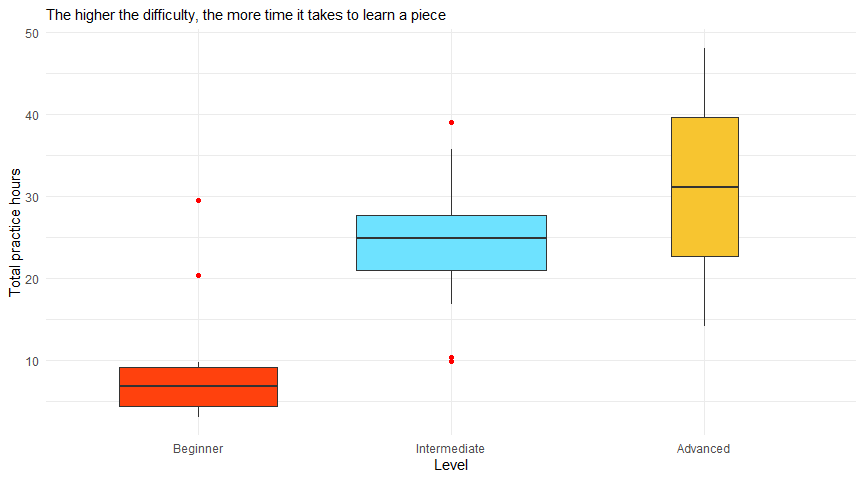 The higher the difficulty, the more time it takes to learn a piece
50
40
30
20
10
Total practice hours
Beginner
Intermediate
Advanced
Level